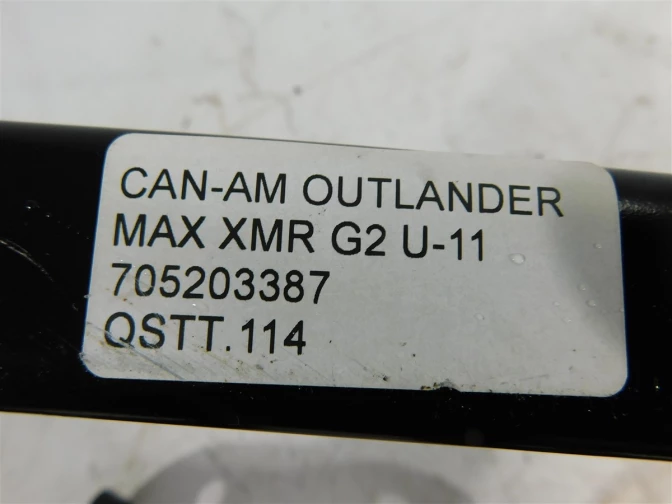 CAN-AM OUTLANDER
MAX XMR G2 U-11
705203387
QSTT.114